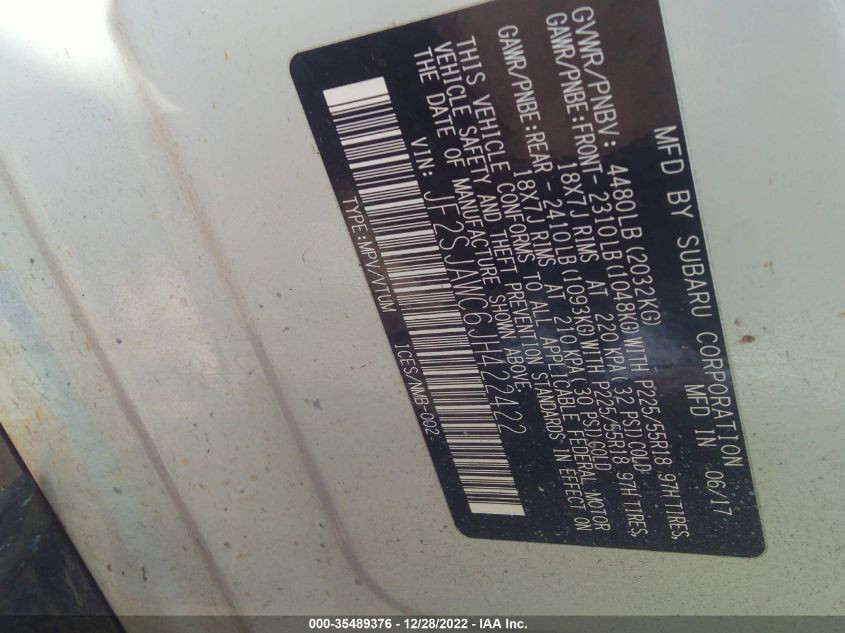 MFD BY SUBARU CORPORATION
MFD IN 06/17
GVWR/PNBV: 4480LB (2032KG)
GAWR/PNBE:FRONT- 2310LB (1048KG) WITH P225/55R18 97H TIRES,
18X7J RIMS AT 220 KPA( 32 PSI) COLD
GAWR/PNBE:REAR - 2410LB (1093KG) WITH P225/55R18 97H TIRES,
18X7J RIMS AT 210 KPA( 30 PSI) COLD
THIS VEHICLE CONFORMS TO ALL APPLICABLE FEDERAL MOTOR
VEHICLE SAFETY AND THEFT PREVENTION STANDARDS IN EFFECT ON
THE DATE OF MANUFACTURE SHOWN ABOVE.
VIN: JF2SJAWC6JH422422
TYPE:MPV/VTUM ICES/NMB-002
000-35489376 - 12/28/2022 - IAA Inc.